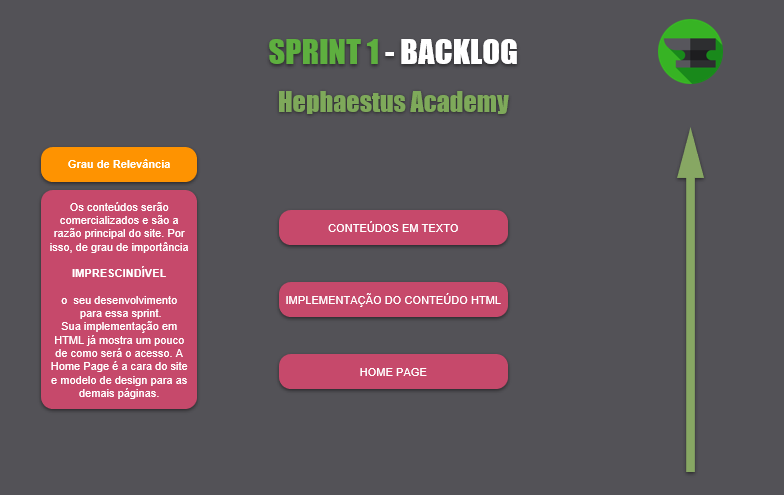 SPRINT 1 - BACKLOG
Hephaestus Academy
Grau de Relevância
Os conteúdos serão
comercializados e são a
razão principal do site. Por
isso, de grau de importância
IMPRESCINDÍVEL
o seu desenvolvimento
para essa sprint.
Sua implementação em
HTML já mostra um pouco
de como será o acesso. A
Home Page é a cara do site
e modelo de design para as
demais páginas.
CONTEÚDOS EM TEXTO
IMPLEMENTAÇÃO DO CONTEÚDO HTML
HOME PAGE